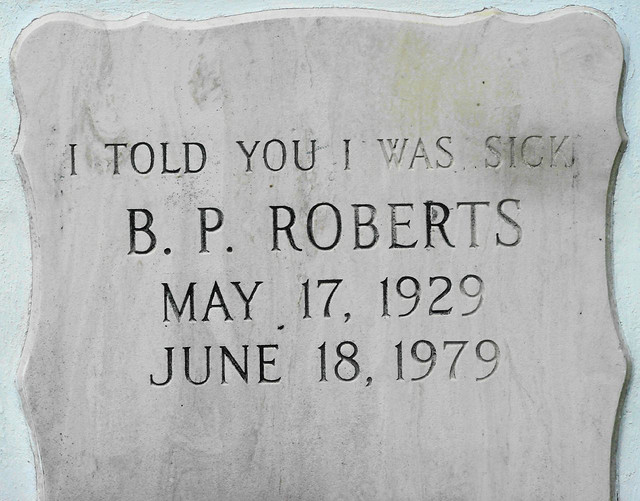 I TOLD YOU I WAS SICK
B. P. ROBERTS
MAY 17, 1929
JUNE 18, 1979